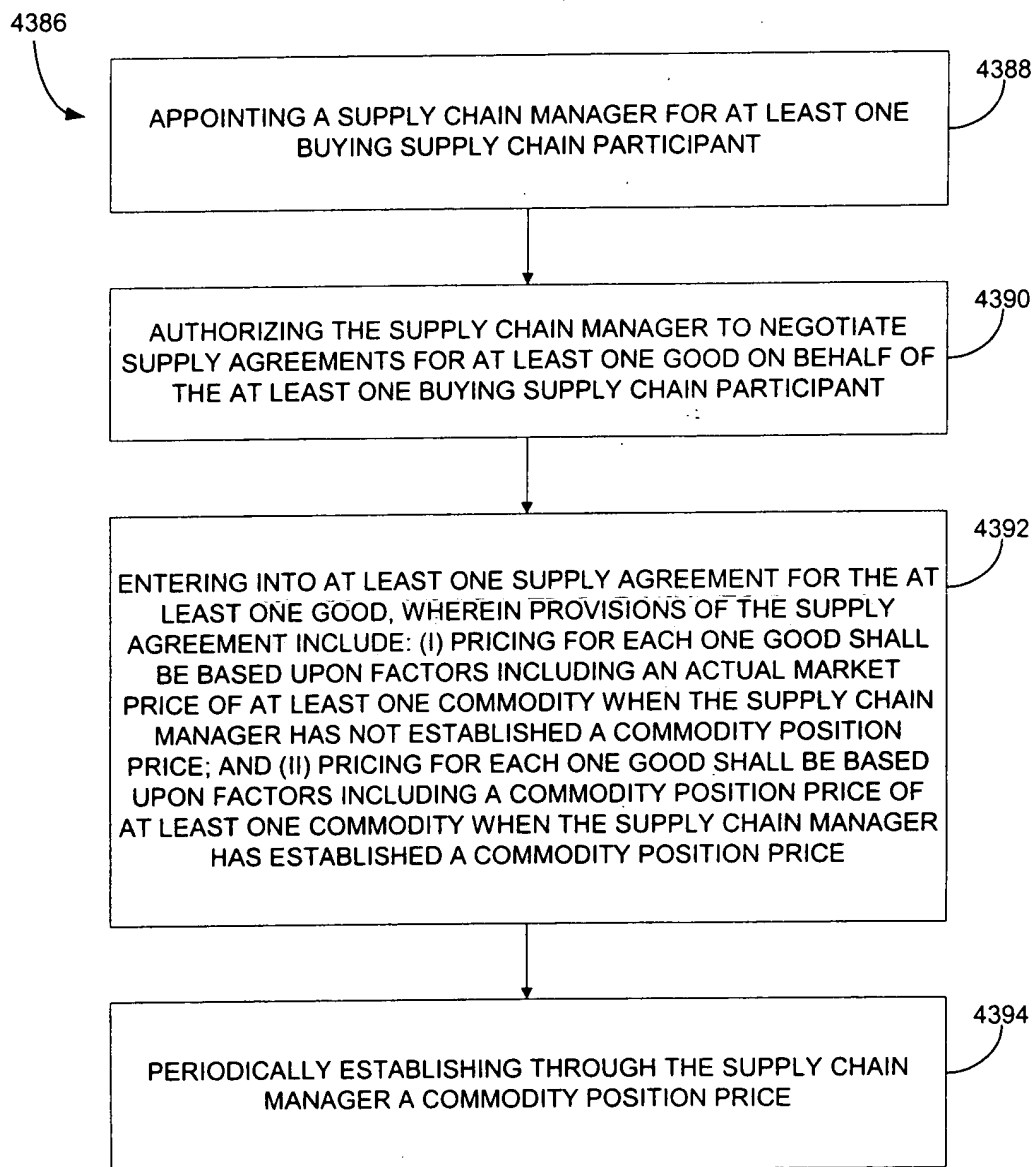 4386
4388
APPOINTING A SUPPLY CHAIN MANAGER FOR AT LEAST ONE
BUYING SUPPLY CHAIN PARTICIPANT
4390
AUTHORIZING THE SUPPLY CHAIN MANAGER TO NEGOTIATE
SUPPLY AGREEMENTS FOR AT LEAST ONE GOOD ON BEHALF OF
THE AT LEAST ONE BUYING SUPPLY CHAIN PARTICIPANT
4392
ENTERING INTO AT LEAST ONE SUPPLY AGREEMENT FOR THE AT
LEAST ONE GOOD, WHEREIN PROVISIONS OF THE SUPPLY
AGREEMENT INCLUDE: (I) PRICING FOR EACH ONE GOOD SHALL
BE BASED UPON FACTORS INCLUDING AN ACTUAL MARKET
PRICE OF AT LEAST ONE COMMODITY WHEN THE SUPPLY CHAIN
MANAGER HAS NOT ESTABLISHED A COMMODITY POSITION
PRICE; AND (II) PRICING FOR EACH ONE GOOD SHALL BE BASED
UPON FACTORS INCLUDING A COMMODITY POSITION PRICE OF
AT LEAST ONE COMMODITY WHEN THE SUPPLY CHAIN MANAGER
HAS ESTABLISHED A COMMODITY POSITION PRICE
4394
PERIODICALLY ESTABLISHING THROUGH THE SUPPLY CHAIN
MANAGER A COMMODITY POSITION PRICE